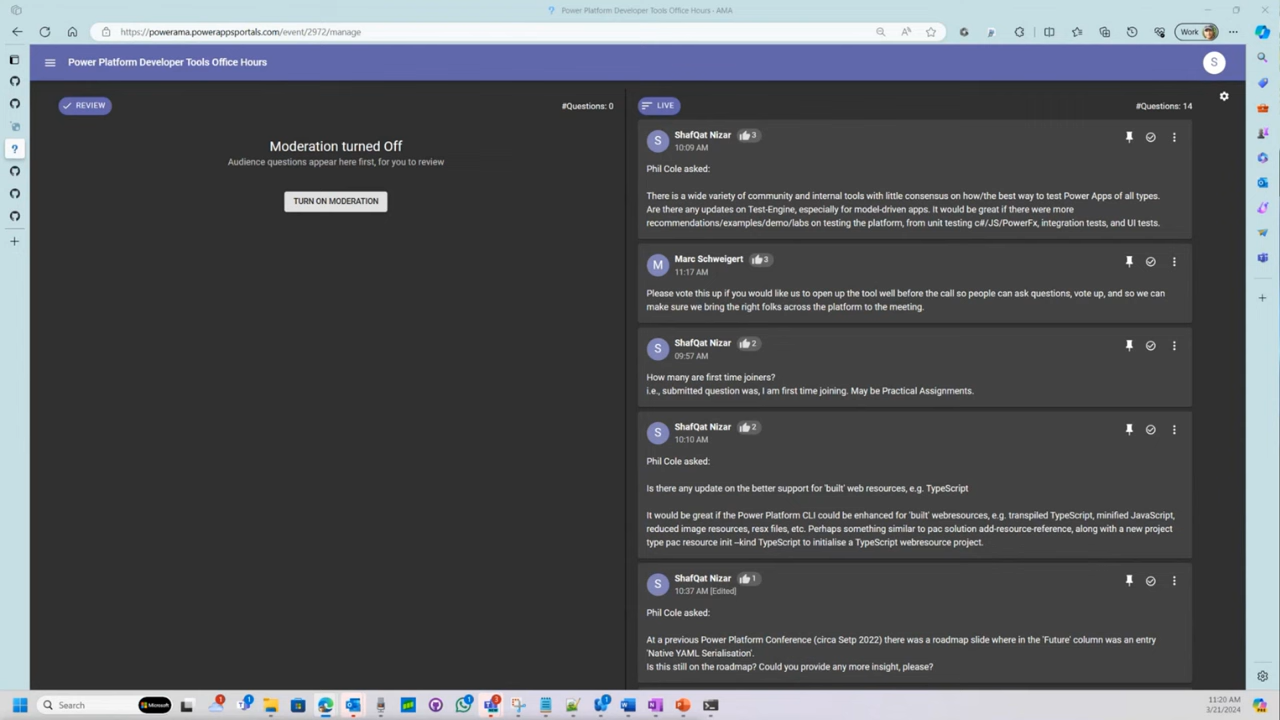 Power Platform Developer Tools Office Hours - AMA
https://powerama.powerappsportals.com/event/2972/manage
Work
Power Platform Developer Tools Office Hours
S
REVIEW
#Questions: 0
Moderation turned Off
Audience questions appear here first, for you to review
TURN ON MODERATION
LIVE
#Questions: 14
S
ShafQat Nizar 3
10:09 AM
Phil Cole asked:
There is a wide variety of community and internal tools with little consensus on how/the best way to test Power Apps of all types.
Are there any updates on Test-Engine, especially for model-driven apps. It would be great if there were more
recommendations/examples/demo/labs on testing the platform, from unit testing c#/JS/PowerFx, integration tests, and UI tests.
M
Marc Schweigert 3
11:17 AM
Please vote this up if you would like us to open up the tool well before the call so people can ask questions, vote up, and so we can
make sure we bring the right folks across the platform to the meeting.
S
ShafQat Nizar 2
09:57 AM
How many are first time joiners?
i.e., submitted question was, I am first time joining. May be Practical Assignments.
S
ShafQat Nizar 2
10:10 AM
Phil Cole asked:
Is there any update on the better support for 'built' web resources, e.g. TypeScript
It would be great if the Power Platform CLI could be enhanced for 'built' webresources, e.g. transpiled TypeScript, minified JavaScript,
reduced image resources, resx files, etc. Perhaps something similar to pac solution add-resource-reference, along with a new project
type pac resource init –kind TypeScript to initialise a TypeScript webresource project.
S
ShafQat Nizar 1
10:37 AM [Edited]
Phil Cole asked:
At a previous Power Platform Conference (circa Setp 2022) there was a roadmap slide where in the 'Future' column was an entry
'Native YAML Serialisation'.
Is this still on the roadmap? Could you provide any more insight, please?
Search
Microsoft
11:20 AM
3/21/2024